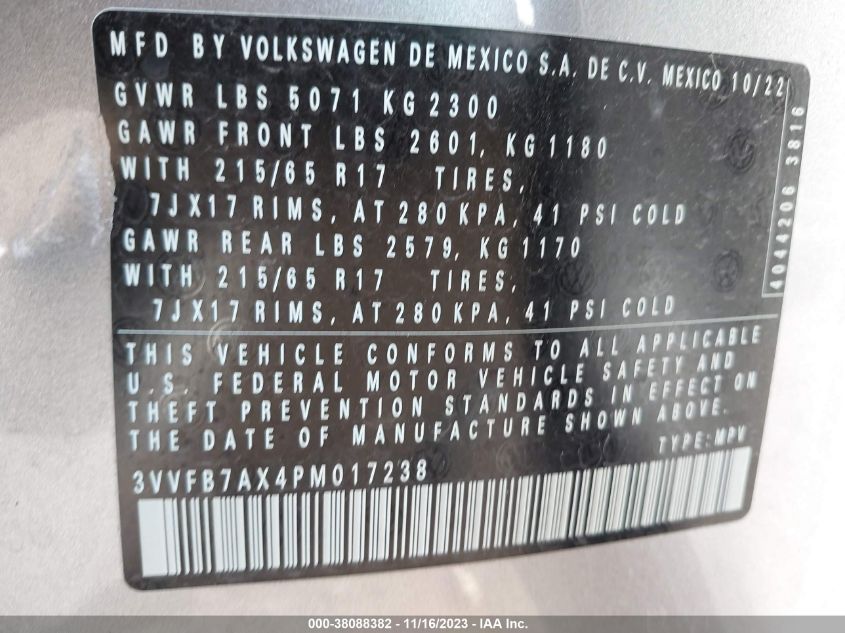 MFD BY VOLKSWAGEN DE MEXICO S.A. DE C.V. MEXICO 10/22
GVWR LBS 5071 KG 2300
GAWR FRONT LBS 2601, KG 1180
WITH 215/65 R17 TIRES,
7JX17 RIMS, AT 280 KPA, 41 PSI COLD
GAWR REAR LBS 2579, KG 1170
WITH 215/65 R17 TIRES,
7JX17 RIMS, AT 280 KPA, 41 PSI COLD
4044206 3816
THIS VEHICLE CONFORMS TO ALL APPLICABLE
U.S. FEDERAL MOTOR VEHICLE SAFETY AND
THEFT PREVENTION STANDARDS IN EFFECT ON
THE DATE OF MANUFACTURE SHOWN ABOVE.
TYPE: MPV
3VVFB7AX4PM017238
000-38088382 - 11/16/2023 - IAAI.com